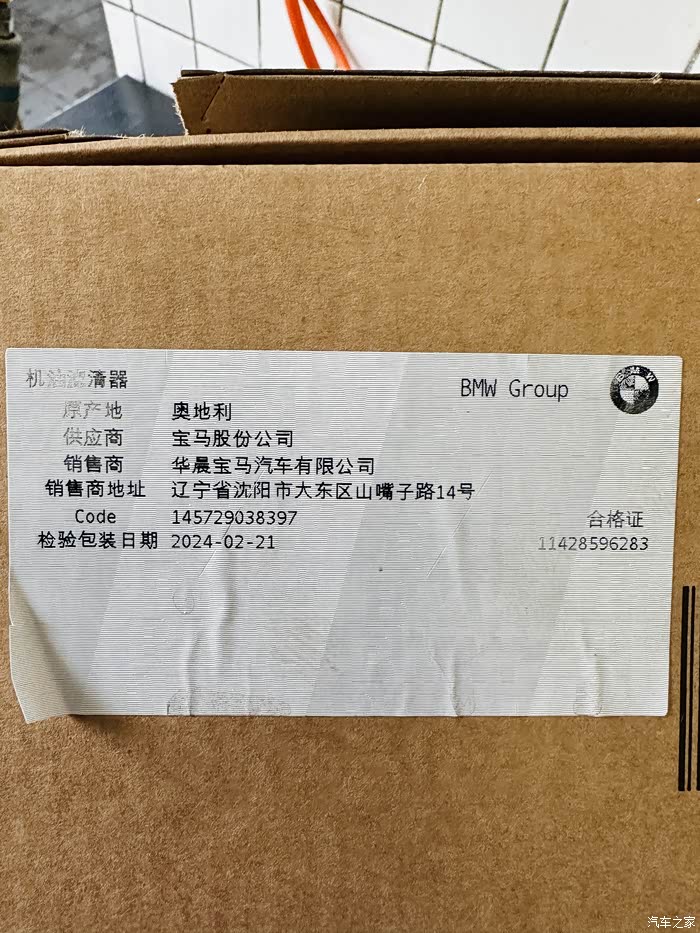 机油滤清器
BMW Group
BMW
原产地 奥地利
供应商 宝马股份公司
销售商 华晨宝马汽车有限公司
销售商地址 辽宁省沈阳市大东区山嘴子路14号
Code 145729038397
合格证
检验包装日期 2024-02-21
11428596283
汽车之家